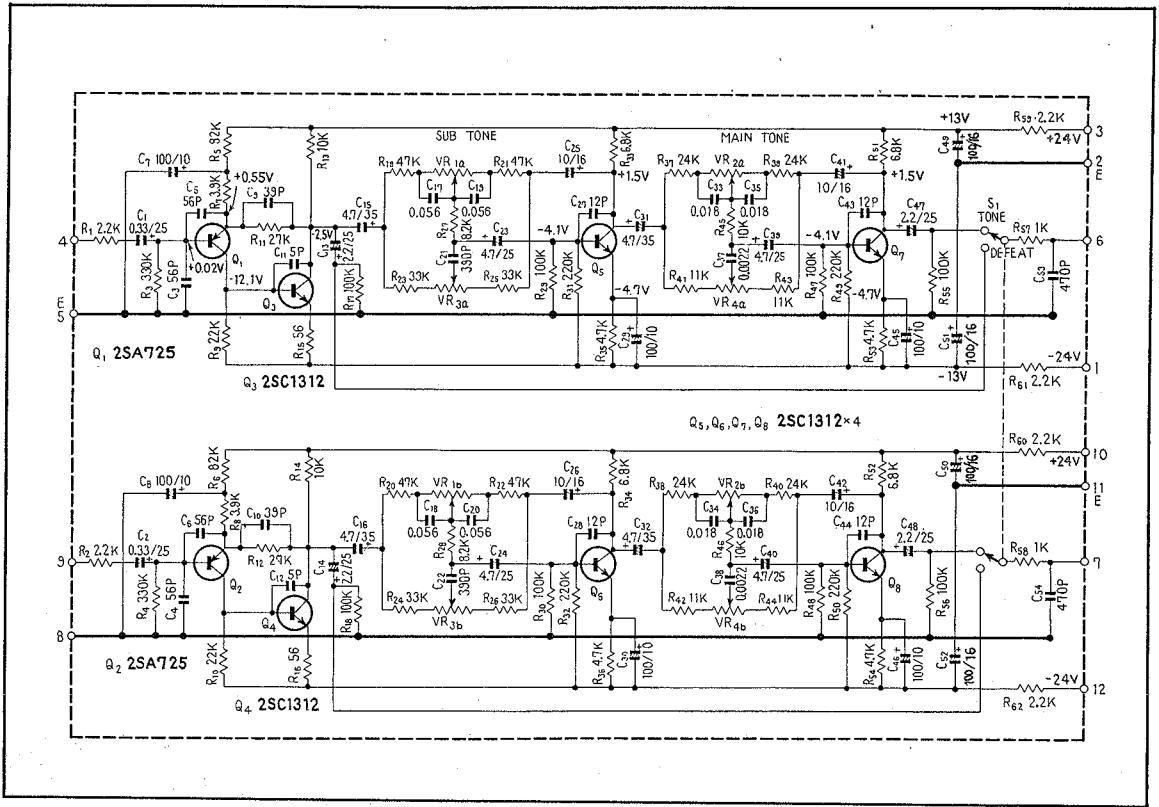 SUB TONE
MAIN TONE
+13V
R59 2.2K
+24V
3
2
E
C49 100/16
R5 82K
C7 100/10
C5 56P
R7 3.9K
+0.55V
C9 39P
R13 10K
R19 47K
VR1a
R21 47K
C17 0.056
C19 0.056
C25 10/16
R33 6.8K
+1.5V
R37 24K
VR2a
R39 24K
C33 0.018
C35 0.018
C41 10/16
R51 6.8K
+1.5V
4
R1 2.2K
C1 0.33/25
R3 330K
C3 56P
Q1
+0.02V
R11 27K
C11 5P
-12.1V
Q3
-2.5V
C13 2.2/25
C15 4.7/35
R17 100K
R27 8.2K
C21 390P
C23 4.7/25
-4.1V
R23 33K
VR3a
R25 33K
R29 100K
R31 220K
C27 12P
Q5
-4.7V
C31 4.7/35
R45 10K
C37 0.0022
C39 4.7/25
-4.1V
R41 11K
VR4a
R43 11K
R47 100K
R49 220K
C43 12P
Q7
-4.7V
C47 2.2/25
R55 100K
S1
TONE
DEFEAT
R57 1K
6
C53 470P
E
5
R9 22K
R15 56
R35 4.7K
C29 100/10
R53 4.7K
C45 100/10
C51 100/16
-13V
-24V
1
R61 2.2K
Q1 2SA725
Q3 2SC1312
Q5, Q6, Q7, Q8 2SC1312×4
R60 2.2K
+24V
10
11
E
C50 100/16
R6 82K
C8 100/10
C6 56P
R8 3.9K
C10 39P
R14 10K
R20 47K
VR1b
R22 47K
C18 0.056
C20 0.056
C26 10/16
R34 6.8K
R38 24K
VR2b
R40 24K
C34 0.018
C36 0.018
C42 10/16
R52 6.8K
9
R2 2.2K
C2 0.33/25
R4 330K
C4 56P
Q2
R12 27K
C12 5P
Q4
C14 2.2/25
C16 4.7/35
R18 100K
R28 8.2K
C22 390P
C24 4.7/25
R24 33K
VR3b
R26 33K
R30 100K
R32 220K
C28 12P
Q6
C32 4.7/35
R46 10K
C38 0.0022
C40 4.7/25
R42 11K
VR4b
R44 11K
R48 100K
R50 220K
C44 12P
Q8
C48 2.2/25
R56 100K
R58 1K
7
C54 470P
8
R10 22K
R16 56
R36 4.7K
C30 100/10
R54 4.7K
C46 100/10
C52 100/16
-24V
12
R62 2.2K
Q2 2SA725
Q4 2SC1312